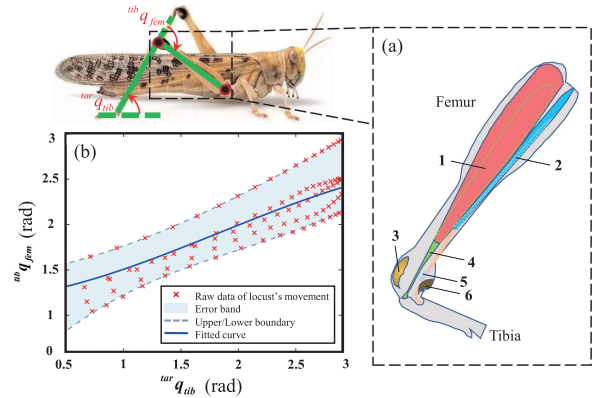 tib q fem
tar q tib
(a)
Femur
1
2
3
4
5
6
Tibia
(b)
3
2.5
2
1.5
1
0
tib q fem (rad)
Raw data of locust's movement
Error band
Upper/Lower boundary
Fitted curve
0.5 1 1.5 2 2.5 3
tar q tib (rad)